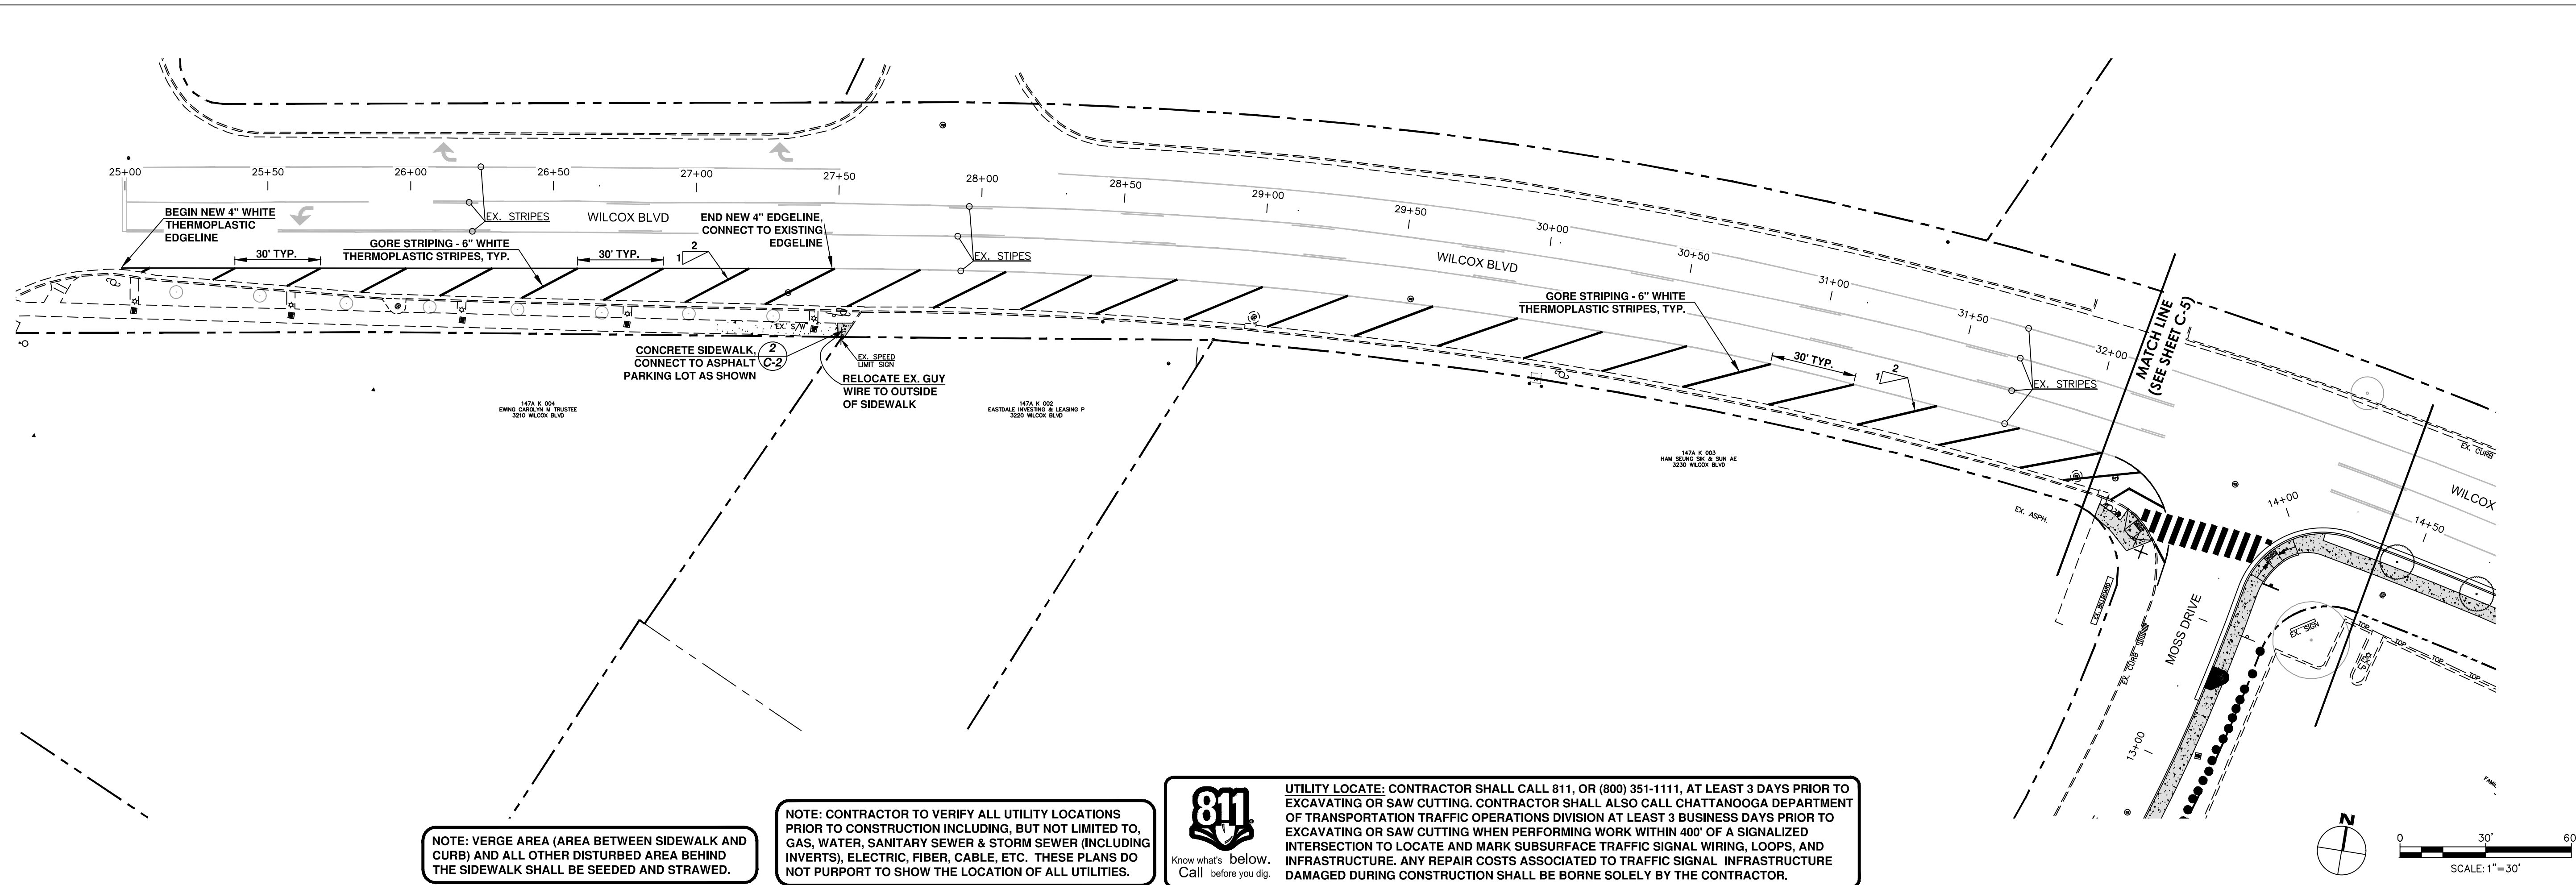 25+00
25+50
26+00
26+50
27+00
27+50
28+00
28+50
29+00
29+50
30+00
30+50
31+00
31+50
32+00
BEGIN NEW 4" WHITE
THERMOPLASTIC
EDGELINE
EX. STRIPES
WILCOX BLVD
END NEW 4" EDGELINE,
CONNECT TO EXISTING
EDGELINE
30' TYP.
GORE STRIPING - 6" WHITE
THERMOPLASTIC STRIPES, TYP.
30' TYP.
2
1
EX. STIPES
WILCOX BLVD
GORE STRIPING - 6" WHITE
THERMOPLASTIC STRIPES, TYP.
30' TYP.
2
1
EX. STRIPES
MATCH LINE
(SEE SHEET C-5)
EX. S/W
CONCRETE SIDEWALK,
CONNECT TO ASPHALT
PARKING LOT AS SHOWN
2
C-2
EX. SPEED
LIMIT SIGN
RELOCATE EX. GUY
WIRE TO OUTSIDE
OF SIDEWALK
147A K 004
EWING CAROLYN M TRUSTEE
3210 WILCOX BLVD
147A K 002
EASTDALE INVESTING & LEASING P
3220 WILCOX BLVD
147A K 003
HAM SEUNG SIK & SUN AE
3230 WILCOX BLVD
EX. CURB
WILCOX
14+00
14+50
EX. ASPH.
EX. BILLBOARD
EX. CURB
MOSS DRIVE
13+00
EX. SIGN
TOP
TOP
TOP
TOP
NOTE: VERGE AREA (AREA BETWEEN SIDEWALK AND
CURB) AND ALL OTHER DISTURBED AREA BEHIND
THE SIDEWALK SHALL BE SEEDED AND STRAWED.
NOTE: CONTRACTOR TO VERIFY ALL UTILITY LOCATIONS
PRIOR TO CONSTRUCTION INCLUDING, BUT NOT LIMITED TO,
GAS, WATER, SANITARY SEWER & STORM SEWER (INCLUDING
INVERTS), ELECTRIC, FIBER, CABLE, ETC. THESE PLANS DO
NOT PURPORT TO SHOW THE LOCATION OF ALL UTILITIES.
811
Know what's below.
Call before you dig.
UTILITY LOCATE: CONTRACTOR SHALL CALL 811, OR (800) 351-1111, AT LEAST 3 DAYS PRIOR TO
EXCAVATING OR SAW CUTTING. CONTRACTOR SHALL ALSO CALL CHATTANOOGA DEPARTMENT
OF TRANSPORTATION TRAFFIC OPERATIONS DIVISION AT LEAST 3 BUSINESS DAYS PRIOR TO
EXCAVATING OR SAW CUTTING WHEN PERFORMING WORK WITHIN 400' OF A SIGNALIZED
INTERSECTION TO LOCATE AND MARK SUBSURFACE TRAFFIC SIGNAL WIRING, LOOPS, AND
INFRASTRUCTURE. ANY REPAIR COSTS ASSOCIATED TO TRAFFIC SIGNAL INFRASTRUCTURE
DAMAGED DURING CONSTRUCTION SHALL BE BORNE SOLELY BY THE CONTRACTOR.
N
0 30' 60
SCALE: 1"=30'